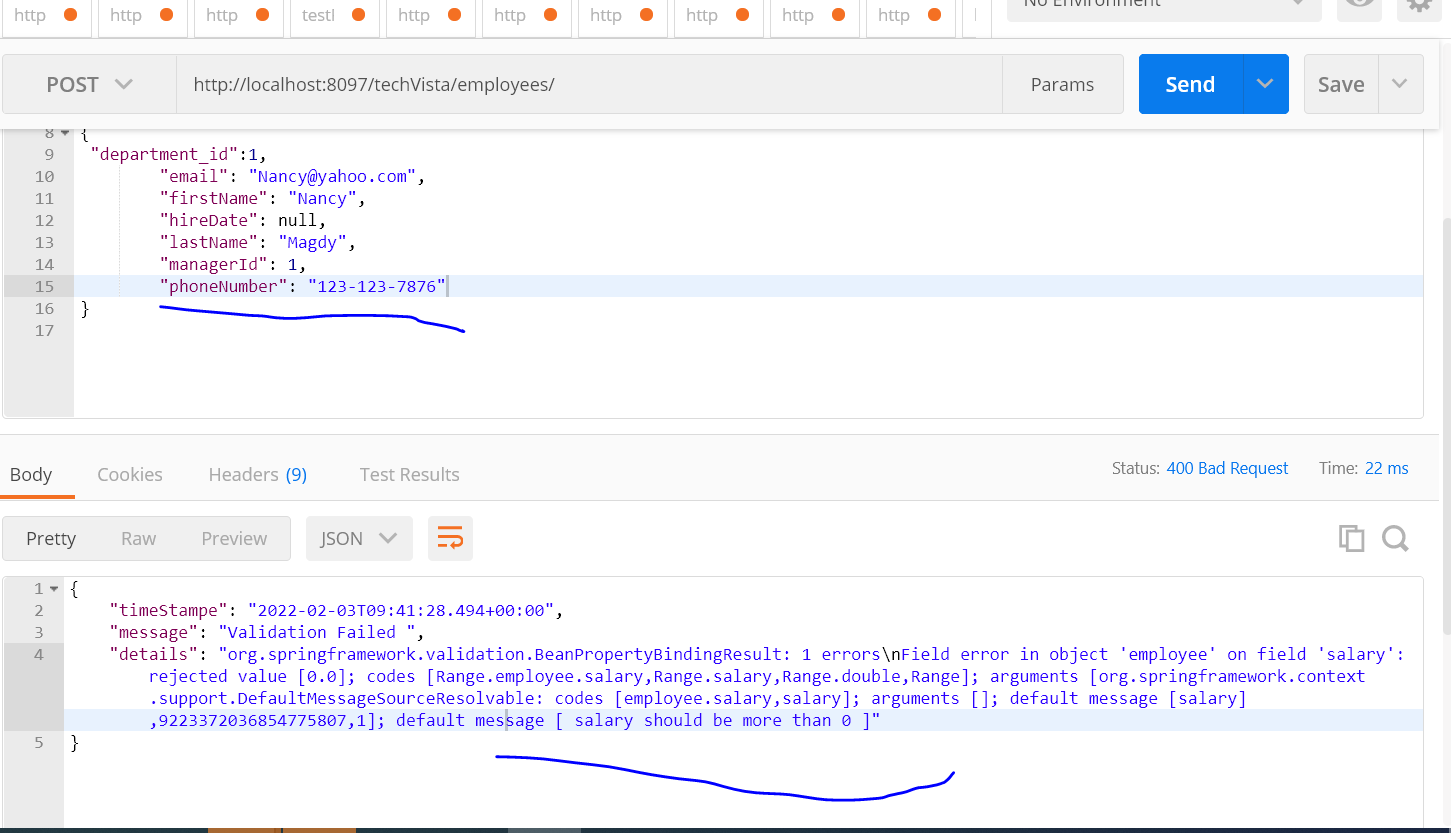 http http http testl http http http http http http No Environment
POST http://localhost:8097/techVista/employees/ Params Send Save
8 {
9 "department_id":1,
10 "email": "Nancy@yahoo.com",
11 "firstName": "Nancy",
12 "hireDate": null,
13 "lastName": "Magdy",
14 "managerId": 1,
15 "phoneNumber": "123-123-7876"
16 }
17
Body Cookies Headers (9) Test Results Status: 400 Bad Request Time: 22 ms
Pretty Raw Preview JSON
1 {
2 "timeStampe": "2022-02-03T09:41:28.494+00:00",
3 "message": "Validation Failed ",
4 "details": "org.springframework.validation.BeanPropertyBindingResult: 1 errors\nField error in object 'employee' on field 'salary':
rejected value [0.0]; codes [Range.employee.salary,Range.salary,Range.double,Range]; arguments [org.springframework.context
.support.DefaultMessageSourceResolvable: codes [employee.salary,salary]; arguments []; default message [salary]
,9223372036854775807,1]; default message [ salary should be more than 0 ]"
5 }